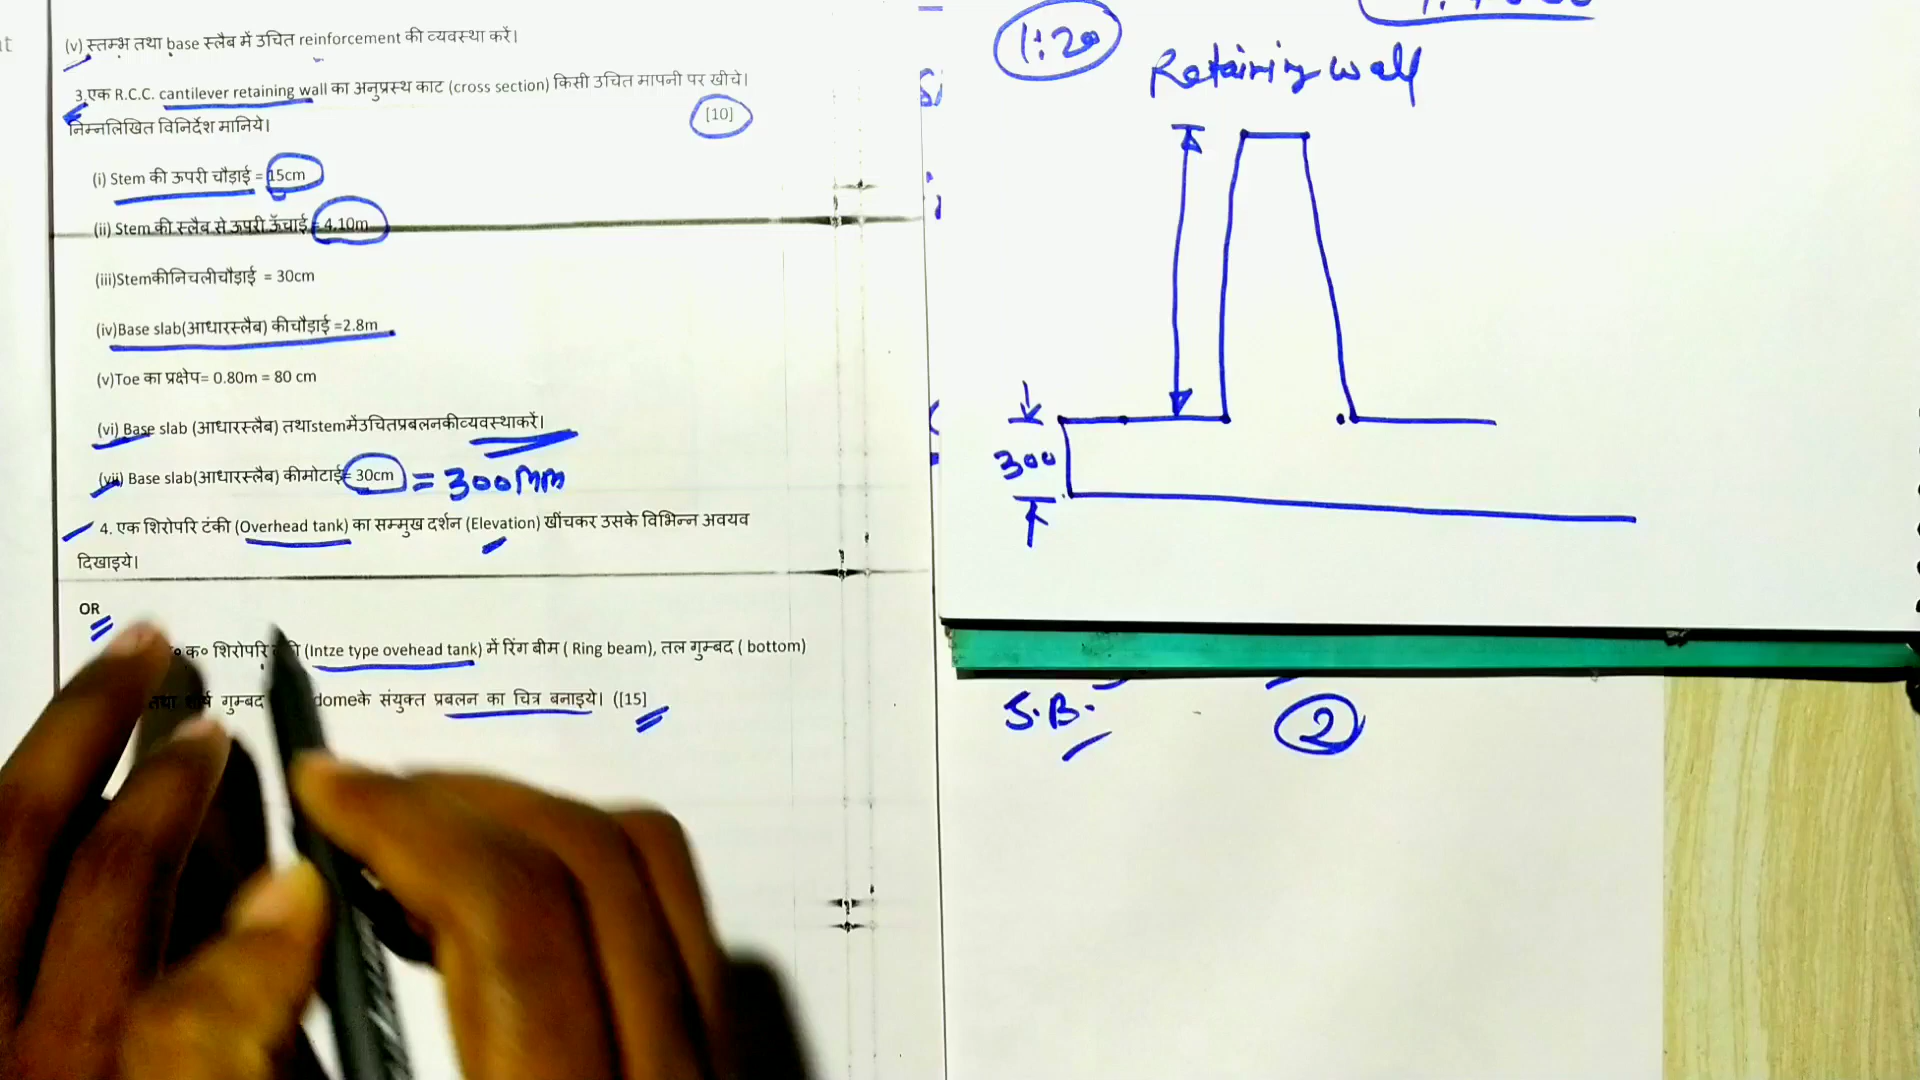 (v) स्तम्भ तथा base स्लैब में उचित reinforcement की व्यवस्था करें।
3.एक R.C.C. cantilever retaining wall का अनुप्रस्थ काट (cross section) किसी उचित मापनी पर खीचे।
[10]
निम्नलिखित विनिर्देश मानिये।
(i) Stem की ऊपरी चौड़ाई = 15cm
(ii) Stem की स्लैब से ऊपरी ऊँचाई = 4.10m
(iii)Stemकीनिचलीचौड़ाई = 30cm
(iv)Base slab(आधारस्लैब) कीचौड़ाई =2.8m
(v)Toe का प्रक्षेप= 0.80m = 80 cm
(vi) Base slab (आधारस्लैब) तथाstemमेंउचितप्रबलनकीव्यवस्थाकरें।
(vii) Base slab(आधारस्लैब) कीमोटाई= 30cm = 300mm
4. एक शिरोपरि टंकी (Overhead tank) का सम्मुख दर्शन (Elevation) खींचकर उसके विभिन्न अवयव
दिखाइये।
OR
क० शिरोपरि (Intze type ovehead tank) में रिंग बीम ( Ring beam), तल गुम्बद ( bottom)
तथा गुम्बद domeके संयुक्त प्रबलन का चित्र बनाइये। ([15]
1:20
Retaining wall
300
S.B.
2